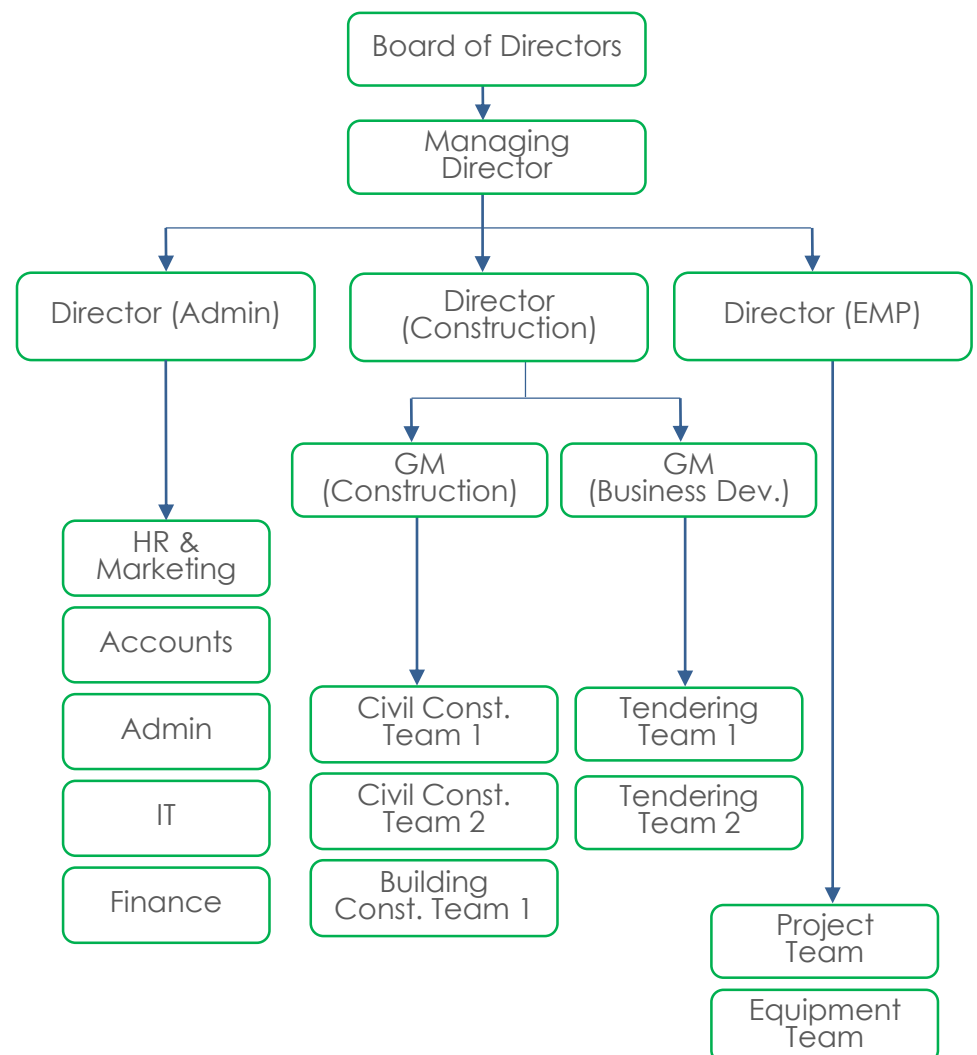 Board of Directors
Managing
Director
Director (Admin)
Director
(Construction)
Director (EMP)
GM
(Construction)
GM
(Business Dev.)
HR &
Marketing
Accounts
Admin
IT
Finance
Civil Const.
Team 1
Civil Const.
Team 2
Building
Const. Team 1
Tendering
Team 1
Tendering
Team 2
Project
Team
Equipment
Team